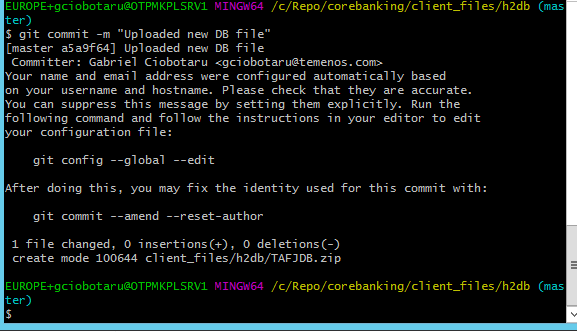 EUROPE+gciobotaru@OTPMKPLSRV1 MINGW64 /c/Repo/corebanking/client_files/h2db (mas
ter)
$ git commit -m "Uploaded new DB file"
[master a5a9f64] Uploaded new DB file
 Committer: Gabriel Ciobotaru <gciobotaru@temenos.com>
Your name and email address were configured automatically based
on your username and hostname. Please check that they are accurate.
You can suppress this message by setting them explicitly. Run the
following command and follow the instructions in your editor to edit
your configuration file:

    git config --global --edit

After doing this, you may fix the identity used for this commit with:

    git commit --amend --reset-author

 1 file changed, 0 insertions(+), 0 deletions(-)
 create mode 100644 client_files/h2db/TAFJDB.zip

EUROPE+gciobotaru@OTPMKPLSRV1 MINGW64 /c/Repo/corebanking/client_files/h2db (mas
ter)
$